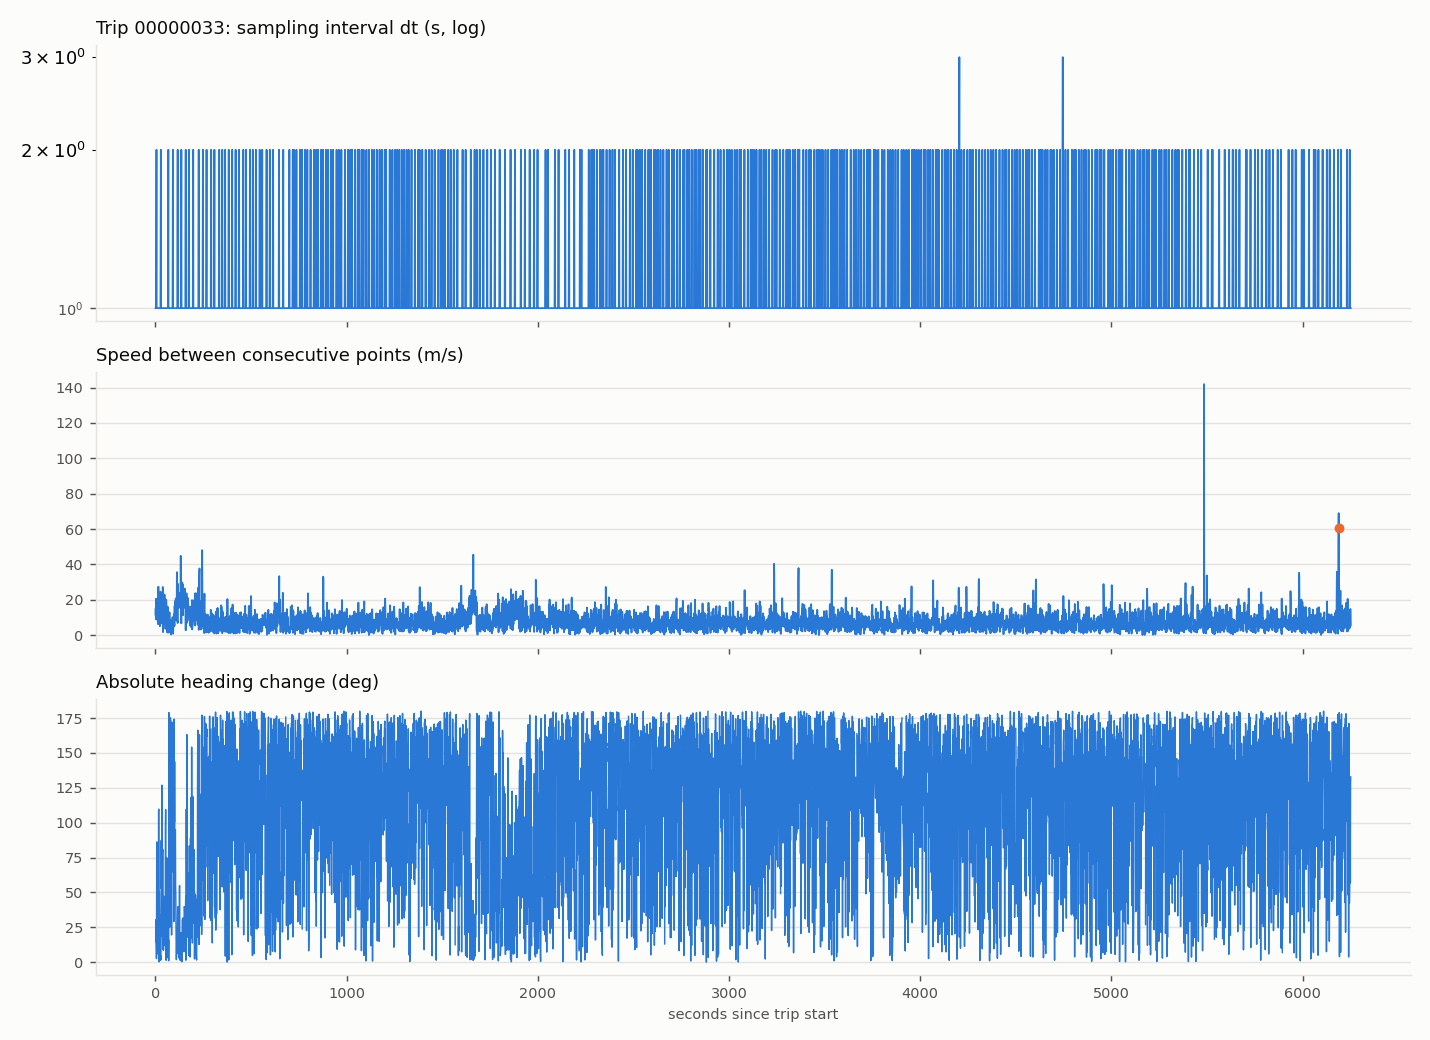 Trip 00000033: sampling interval dt (s, log)
3 × 10⁰
2 × 10⁰
10⁰
Speed between consecutive points (m/s)
140
120
100
80
60
40
20
0
Absolute heading change (deg)
175
150
125
100
75
50
25
0
0 1000 2000 3000 4000 5000 6000
seconds since trip start